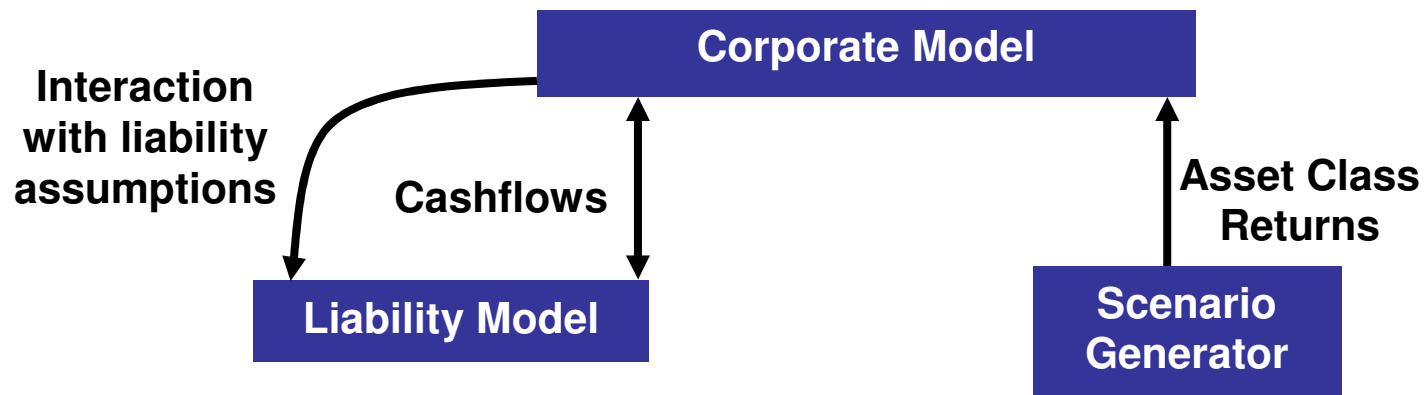 Corporate Model
Interaction
with liability
assumptions
Cashflows
Asset Class
Returns
Liability Model
Scenario
Generator